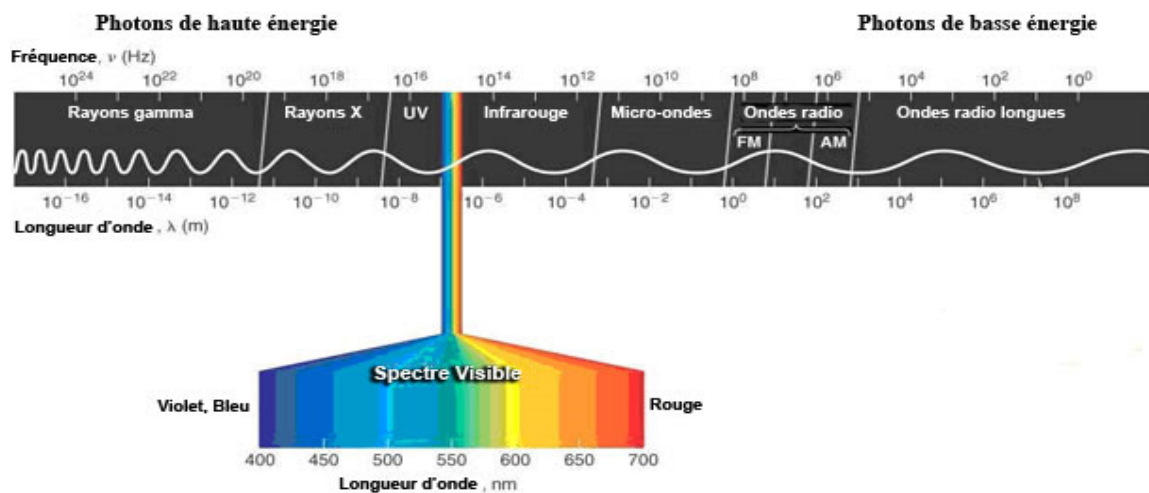 Photons de haute énergie Photons de basse énergie
Fréquence, ν (Hz)
10²⁴ 10²² 10²⁰ 10¹⁸ 10¹⁶ 10¹⁴ 10¹² 10¹⁰ 10⁸ 10⁶ 10⁴ 10² 10⁰
Rayons gamma Rayons X UV Infrarouge Micro-ondes Ondes radio Ondes radio longues
FM AM
10⁻¹⁶ 10⁻¹⁴ 10⁻¹² 10⁻¹⁰ 10⁻⁸ 10⁻⁶ 10⁻⁴ 10⁻² 10⁰ 10² 10⁴ 10⁶ 10⁸
Longueur d'onde , λ (m)
Spectre Visible
Violet, Bleu Rouge
400 450 500 550 600 650 700
Longueur d'onde , nm